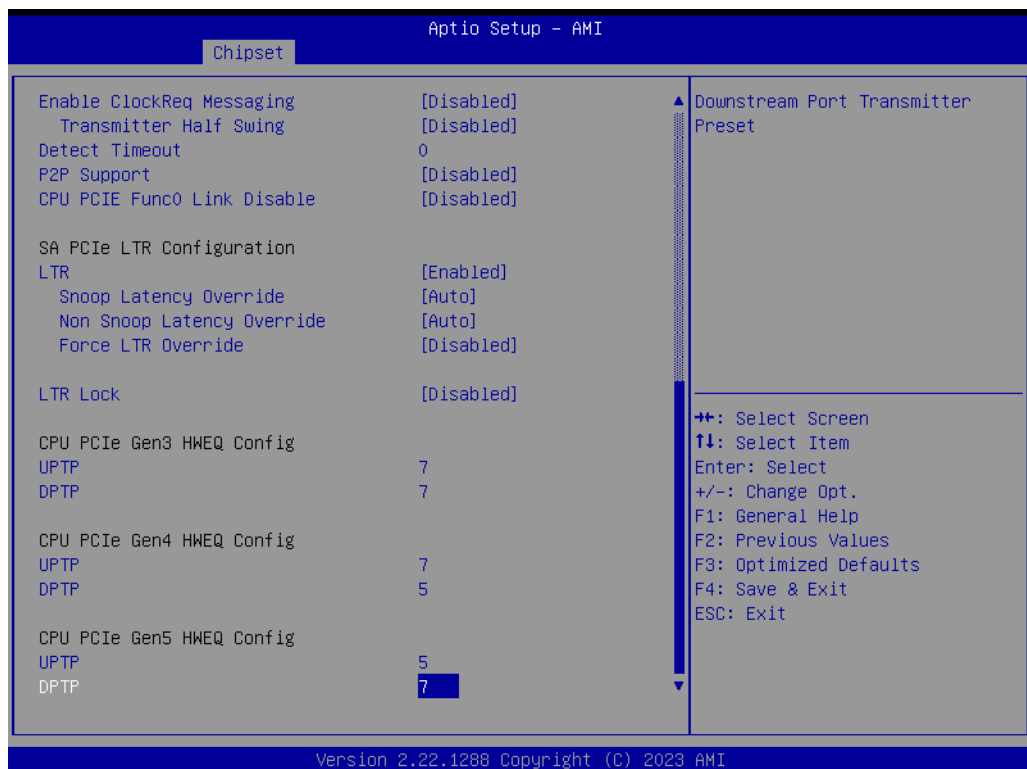 Aptio Setup – AMI
Chipset
Enable ClockReq Messaging [Disabled]
Transmitter Half Swing [Disabled]
Detect Timeout 0
P2P Support [Disabled]
CPU PCIE Func0 Link Disable [Disabled]
SA PCIe LTR Configuration
LTR [Enabled]
Snoop Latency Override [Auto]
Non Snoop Latency Override [Auto]
Force LTR Override [Disabled]
LTR Lock [Disabled]
CPU PCIe Gen3 HWEQ Config
UPTP 7
DPTP 7
CPU PCIe Gen4 HWEQ Config
UPTP 7
DPTP 5
CPU PCIe Gen5 HWEQ Config
UPTP 5
DPTP 7
Downstream Port Transmitter
Preset
→←: Select Screen
↑↓: Select Item
Enter: Select
+/-: Change Opt.
F1: General Help
F2: Previous Values
F3: Optimized Defaults
F4: Save & Exit
ESC: Exit
Version 2.22.1288 Copyright (C) 2023 AMI